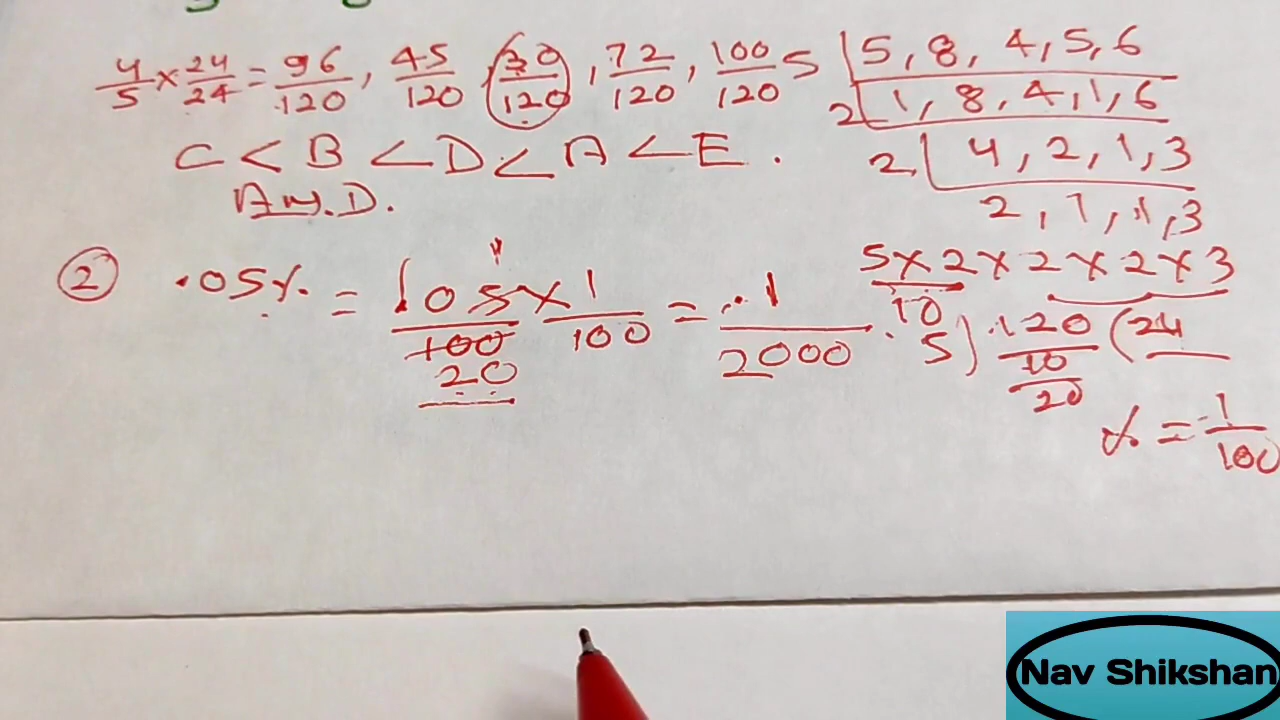 4/5 × 24/24 = 96/120, 45/120, 30/120, 72/120, 100/120
C < B < D < A < E.
Ans. D.
5 | 5, 8, 4, 5, 6
2 | 1, 8, 4, 1, 6
2 | 4, 2, 1, 3
2, 1, 1, 3
5 × 2 × 2 × 2 × 3
10
② .05% = 05/100 × 1/100 = 1/2000
20
5) 120 (24
10
20
% = 1/100
Nav Shikshan